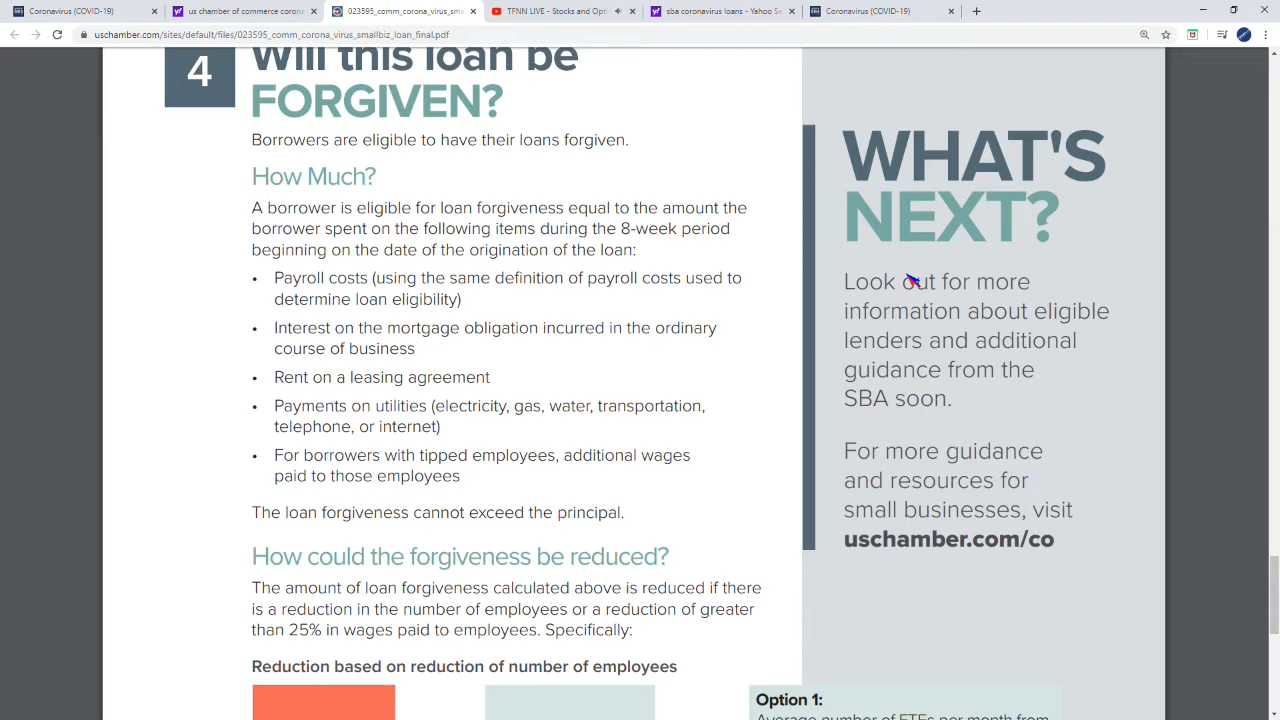 Coronavirus (COVID-19)
us chamber of commerce corona
023595_comm_corona_virus_sma
TFNN LIVE - Stocks and Opti
sba coronavirus loans - Yahoo Se
Coronavirus (COVID-19)
uschamber.com/sites/default/files/023595_comm_corona_virus_smallbiz_loan_final.pdf
4
Will this loan be
FORGIVEN?
Borrowers are eligible to have their loans forgiven.
How Much?
A borrower is eligible for loan forgiveness equal to the amount the
borrower spent on the following items during the 8-week period
beginning on the date of the origination of the loan:
• Payroll costs (using the same definition of payroll costs used to
determine loan eligibility)
• Interest on the mortgage obligation incurred in the ordinary
course of business
• Rent on a leasing agreement
• Payments on utilities (electricity, gas, water, transportation,
telephone, or internet)
• For borrowers with tipped employees, additional wages
paid to those employees
The loan forgiveness cannot exceed the principal.
How could the forgiveness be reduced?
The amount of loan forgiveness calculated above is reduced if there
is a reduction in the number of employees or a reduction of greater
than 25% in wages paid to employees. Specifically:
Reduction based on reduction of number of employees
WHAT'S
NEXT?
Look out for more
information about eligible
lenders and additional
guidance from the
SBA soon.
For more guidance
and resources for
small businesses, visit
uschamber.com/co
Option 1:
Average number of FTEs per month from